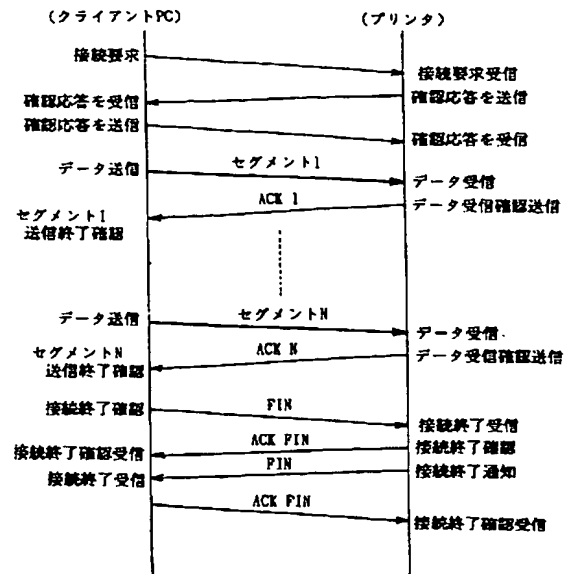 (クライアントPC)
(プリンタ)
接続要求
接続要求受信
確認応答を受信
確認応答を送信
確認応答を送信
確認応答を受信
データ送信
セグメント1
データ受信
ACK 1
データ受信確認送信
セグメント1
送信終了確認
データ送信
セグメントN
データ受信.
ACK N
データ受信確認送信
セグメントN
送信終了確認
接続終了確認
FIN
接続終了受信
ACK FIN
接続終了確認
接続終了確認受信
FIN
接続終了通知
接続終了受信
ACK FIN
接続終了確認受信